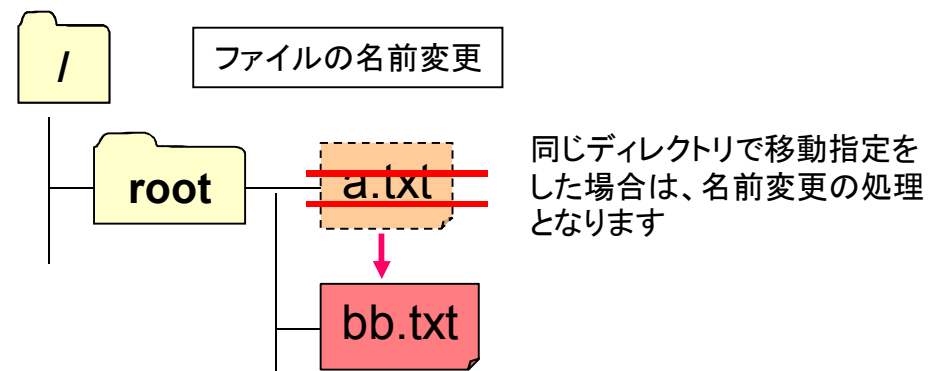 /
ファイルの名前変更
root
a.txt
同じディレクトリで移動指定を
した場合は、名前変更の処理
となります
bb.txt